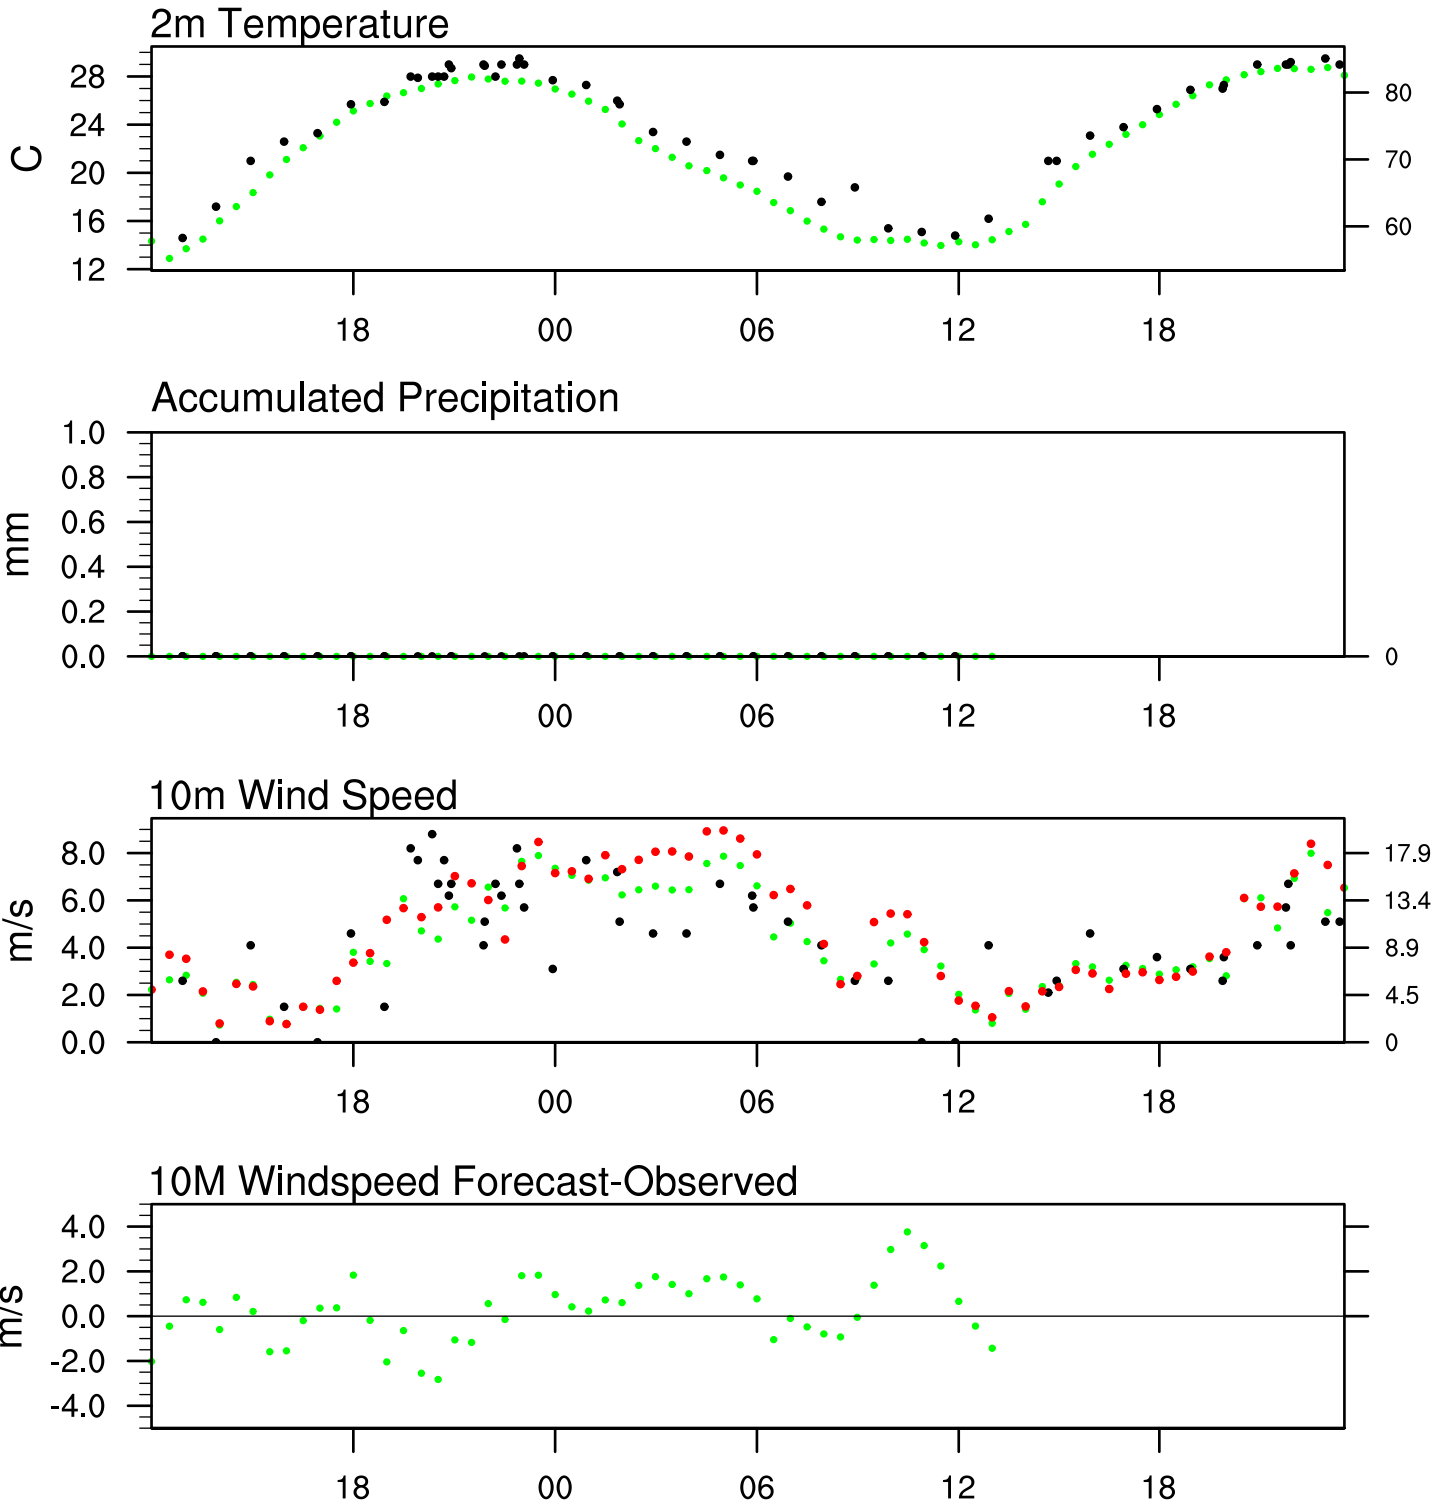 2m Temperature
28
24
20
16
12
C
80
70
60
18 00 06 12 18
Accumulated Precipitation
1.0
0.8
0.6
0.4
0.2
0.0
mm
0
18 00 06 12 18
10m Wind Speed
8.0
6.0
4.0
2.0
0.0
m/s
17.9
13.4
8.9
4.5
0
18 00 06 12 18
10M Windspeed Forecast-Observed
4.0
2.0
0.0
-2.0
-4.0
m/s
18 00 06 12 18